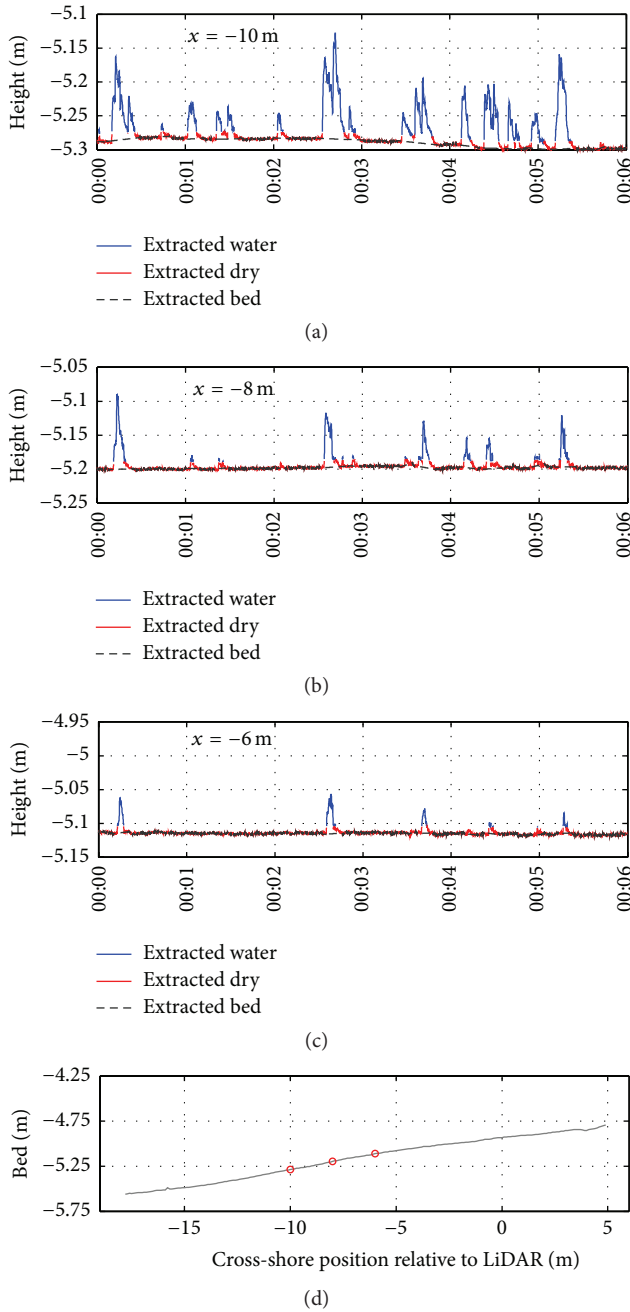 −5.1
x = −10 m
−5.15
−5.2
−5.25
−5.3
Height (m)
00:00
00:01
00:02
00:03
00:04
00:05
00:06
Extracted water
Extracted dry
Extracted bed
(a)
−5.05
x = −8 m
−5.1
−5.15
−5.2
−5.25
Height (m)
00:00
00:01
00:02
00:03
00:04
00:05
00:06
Extracted water
Extracted dry
Extracted bed
(b)
−4.95
x = −6 m
−5
−5.05
−5.1
−5.15
Height (m)
00:00
00:01
00:02
00:03
00:04
00:05
00:06
Extracted water
Extracted dry
Extracted bed
(c)
−4.25
−4.75
−5.25
−5.75
Bed (m)
−15
−10
−5
0
5
Cross-shore position relative to LiDAR (m)
(d)